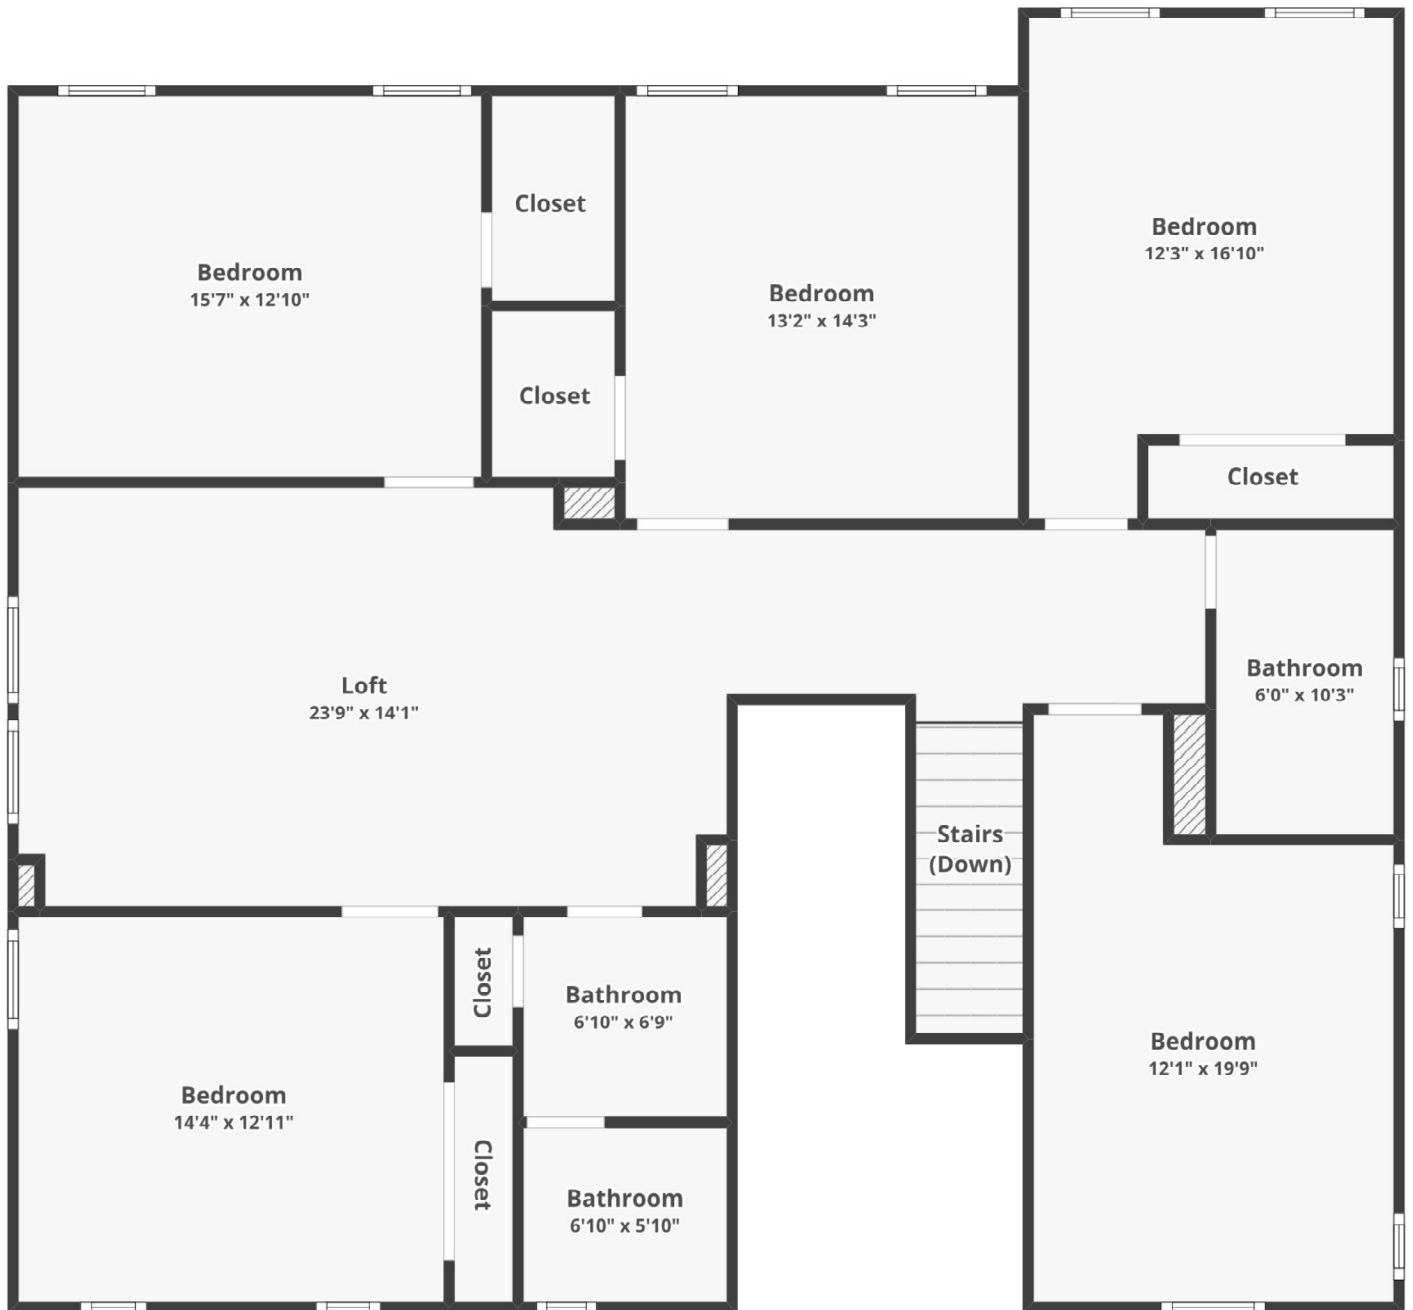 Bedroom
12'3" x 16'10"
Closet
Bedroom
15'7" x 12'10"
Bedroom
13'2" x 14'3"
Closet
Closet
Loft
23'9" x 14'1"
Bathroom
6'0" x 10'3"
Stairs
(Down)
Closet
Bathroom
6'10" x 6'9"
Bedroom
12'1" x 19'9"
Bedroom
14'4" x 12'11"
Closet
Bathroom
6'10" x 5'10"